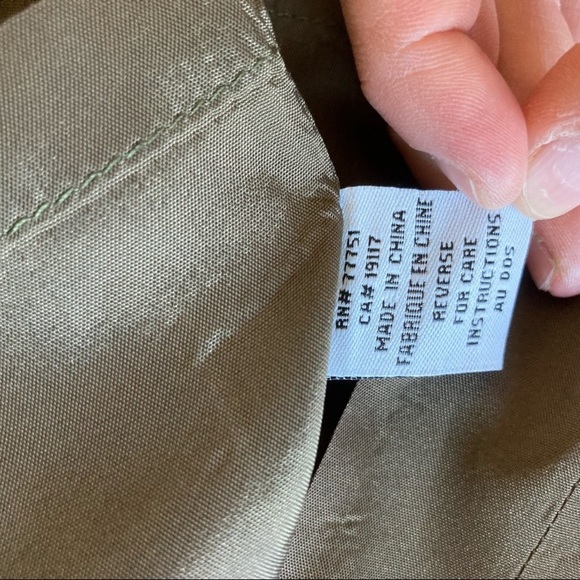 RN# 77751
CA# 19117
MADE IN CHINA
FABRIQUE EN CHINE
REVERSE
FOR CARE
INSTRUCTIONS
AU DOS